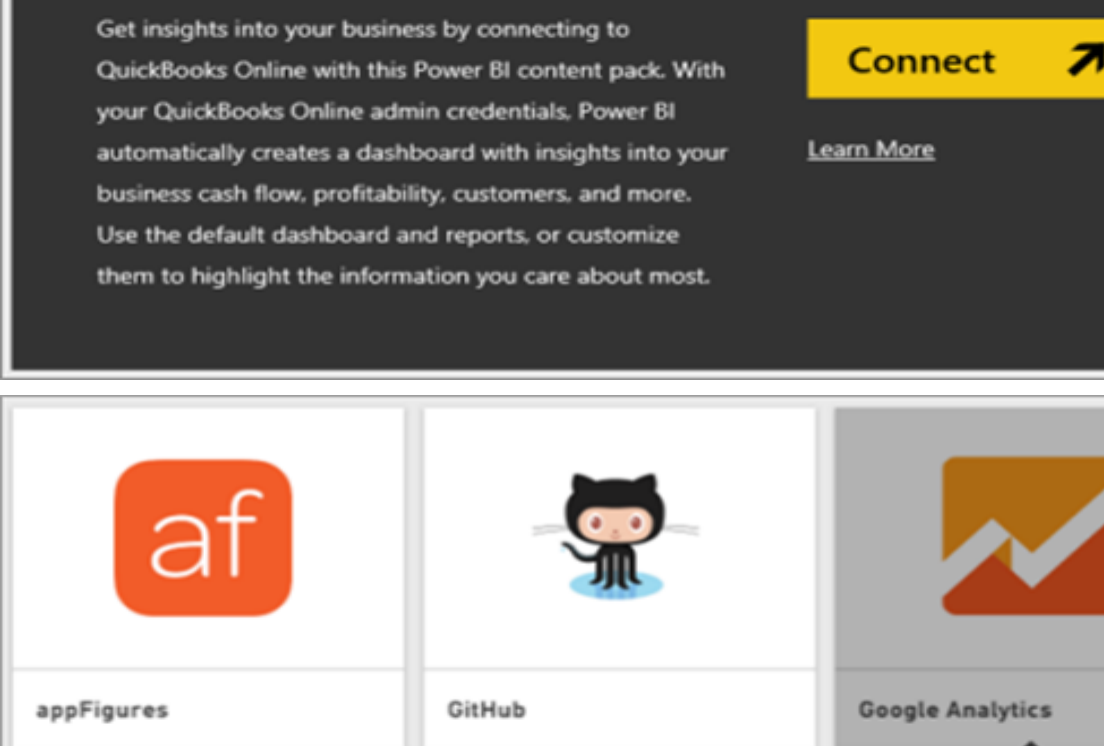 Get insights into your business by connecting to
QuickBooks Online with this Power BI content pack. With
your QuickBooks Online admin credentials, Power BI
automatically creates a dashboard with insights into your
business cash flow, profitability, customers, and more.
Use the default dashboard and reports, or customize
them to highlight the information you care about most.
Connect
Learn More
af
appFigures
GitHub
Google Analytics